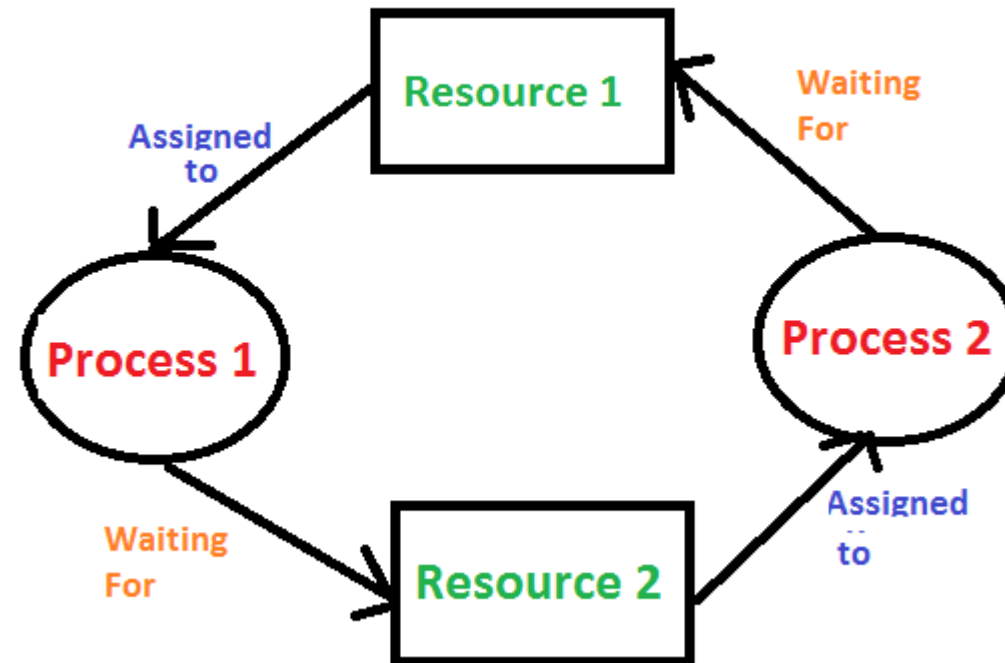 Resource 1
Waiting
For
Assigned
to
Process 1
Process 2
Assigned
to
Waiting
For
Resource 2